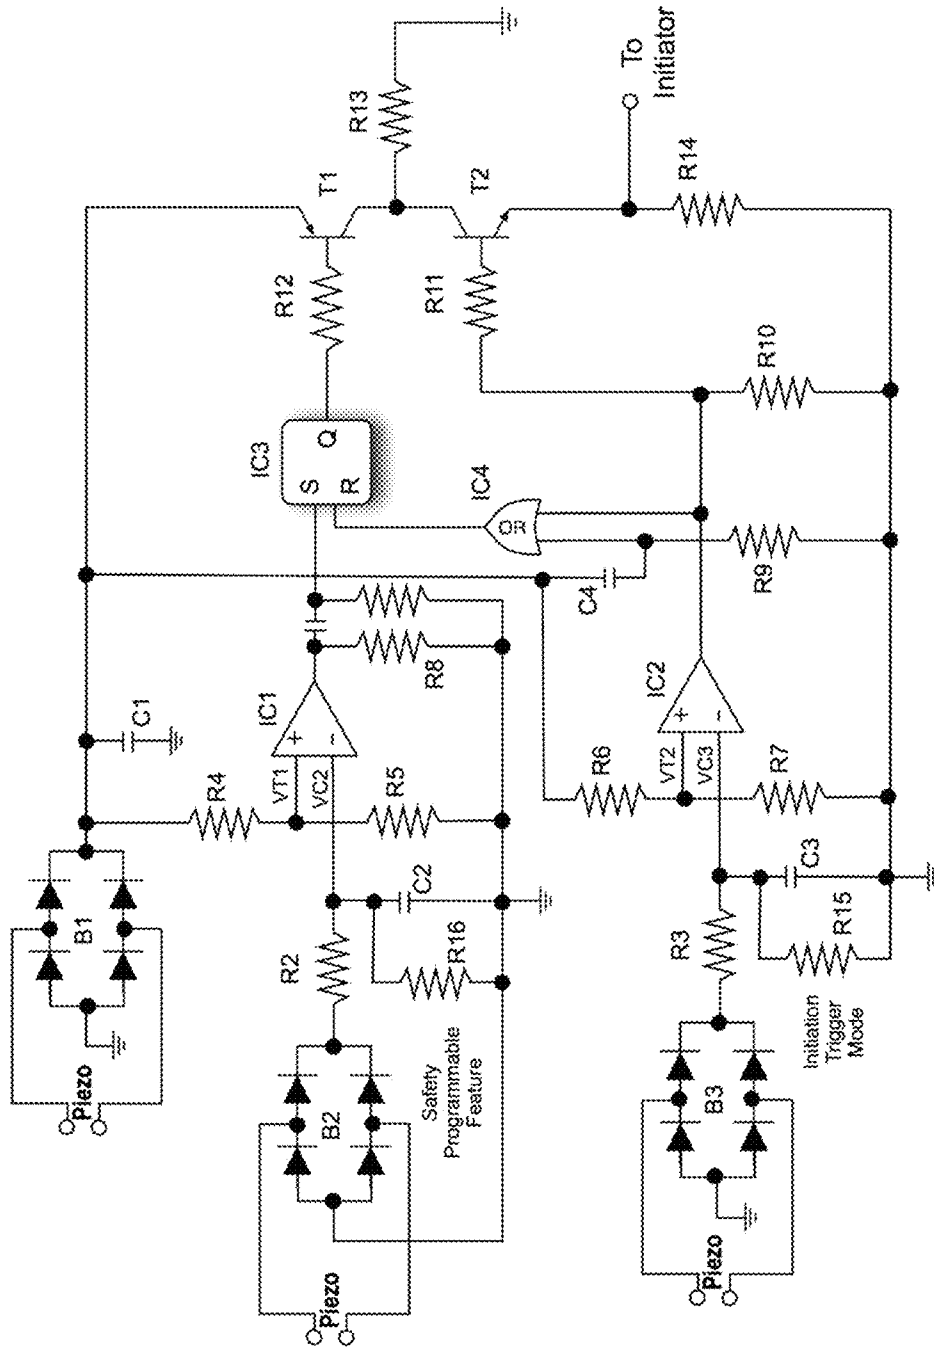 Piezo
B1
C1
R4
VT1
VC2
R5
IC1
R8
R2
C2
R16
Piezo
B2
Safety
Programmable
Feature
IC3
S
R
Q
R12
T1
R13
T2
R11
To
Initiator
R14
R10
IC4
OR
C4
R9
R6
VT2
VC3
R7
IC2
+
-
+
-
R3
C3
R15
Piezo
B3
Initiation
Trigger
Mode